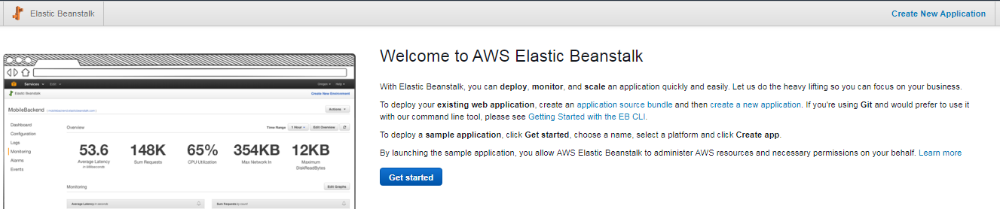 Elastic Beanstalk
Create New Application
Welcome to AWS Elastic Beanstalk
With Elastic Beanstalk, you can deploy, monitor, and scale an application quickly and easily. Let us do the heavy lifting so you can focus on your business.
To deploy your existing web application, create an application source bundle and then create a new application. If you're using Git and would prefer to use it
with our command line tool, please see Getting Started with the EB CLI.
To deploy a sample application, click Get started, choose a name, select a platform and click Create app.
By launching the sample application, you allow AWS Elastic Beanstalk to administer AWS resources and necessary permissions on your behalf. Learn more
Get started
Services Edit
Oregon Help
Elastic Beanstalk
Create New Environment
MobileBackend
Actions
Dashboard
Configuration
Logs
Monitoring
Alarms
Events
Overview
Time Range 1 Hour Edit Overview
53.6 148K 65% 354KB 12KB
Average Latency Sum Requests CPU Utilization Max Network In Maximum
in Milliseconds DiskReadBytes
Monitoring
Edit Graphs
Average Latency in seconds
Sum Requests by count